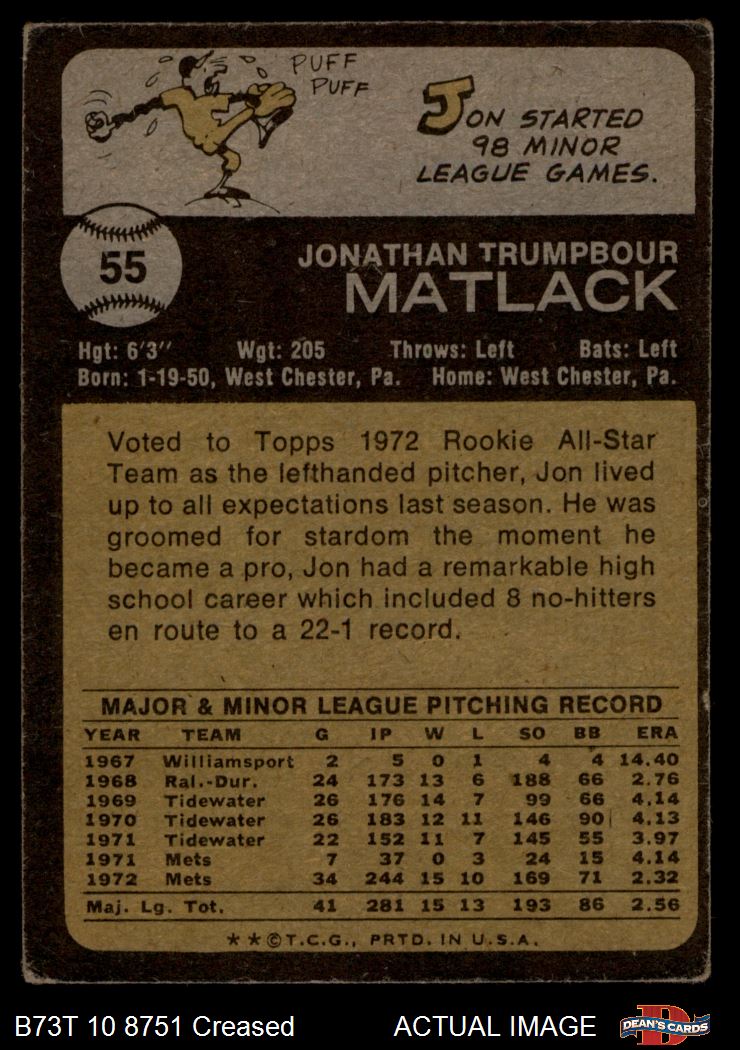 PUFF
PUFF
JON STARTED
98 MINOR
LEAGUE GAMES.
55
JONATHAN TRUMPBOUR
MATLACK
Hgt: 6'3" Wgt: 205 Throws: Left Bats: Left
Born: 1-19-50, West Chester, Pa. Home: West Chester, Pa.
Voted to Topps 1972 Rookie All-Star
Team as the lefthanded pitcher, Jon lived
up to all expectations last season. He was
groomed for stardom the moment he
became a pro, Jon had a remarkable high
school career which included 8 no-hitters
en route to a 22-1 record.
MAJOR & MINOR LEAGUE PITCHING RECORD
YEAR TEAM G IP W L SO BB ERA
1967 Williamsport 2 5 0 1 4 4 14.40
1968 Ral.-Dur. 24 173 13 6 188 66 2.76
1969 Tidewater 26 176 14 7 99 66 4.14
1970 Tidewater 26 183 12 11 146 90 4.13
1971 Tidewater 22 152 11 7 145 55 3.97
1971 Mets 7 37 0 3 24 15 4.14
1972 Mets 34 244 15 10 169 71 2.32
Maj. Lg. Tot. 41 281 15 13 193 86 2.56
★★©T.C.G., PRTD. IN U.S.A.
B73T 10 8751 Creased ACTUAL IMAGE
D
DEAN'S CARDS